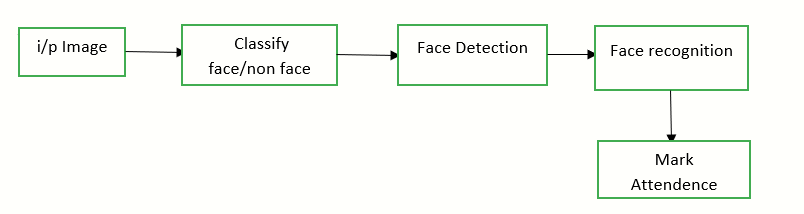 i/p Image
Classify
face/non face
Face Detection
Face recognition
Mark
Attendence